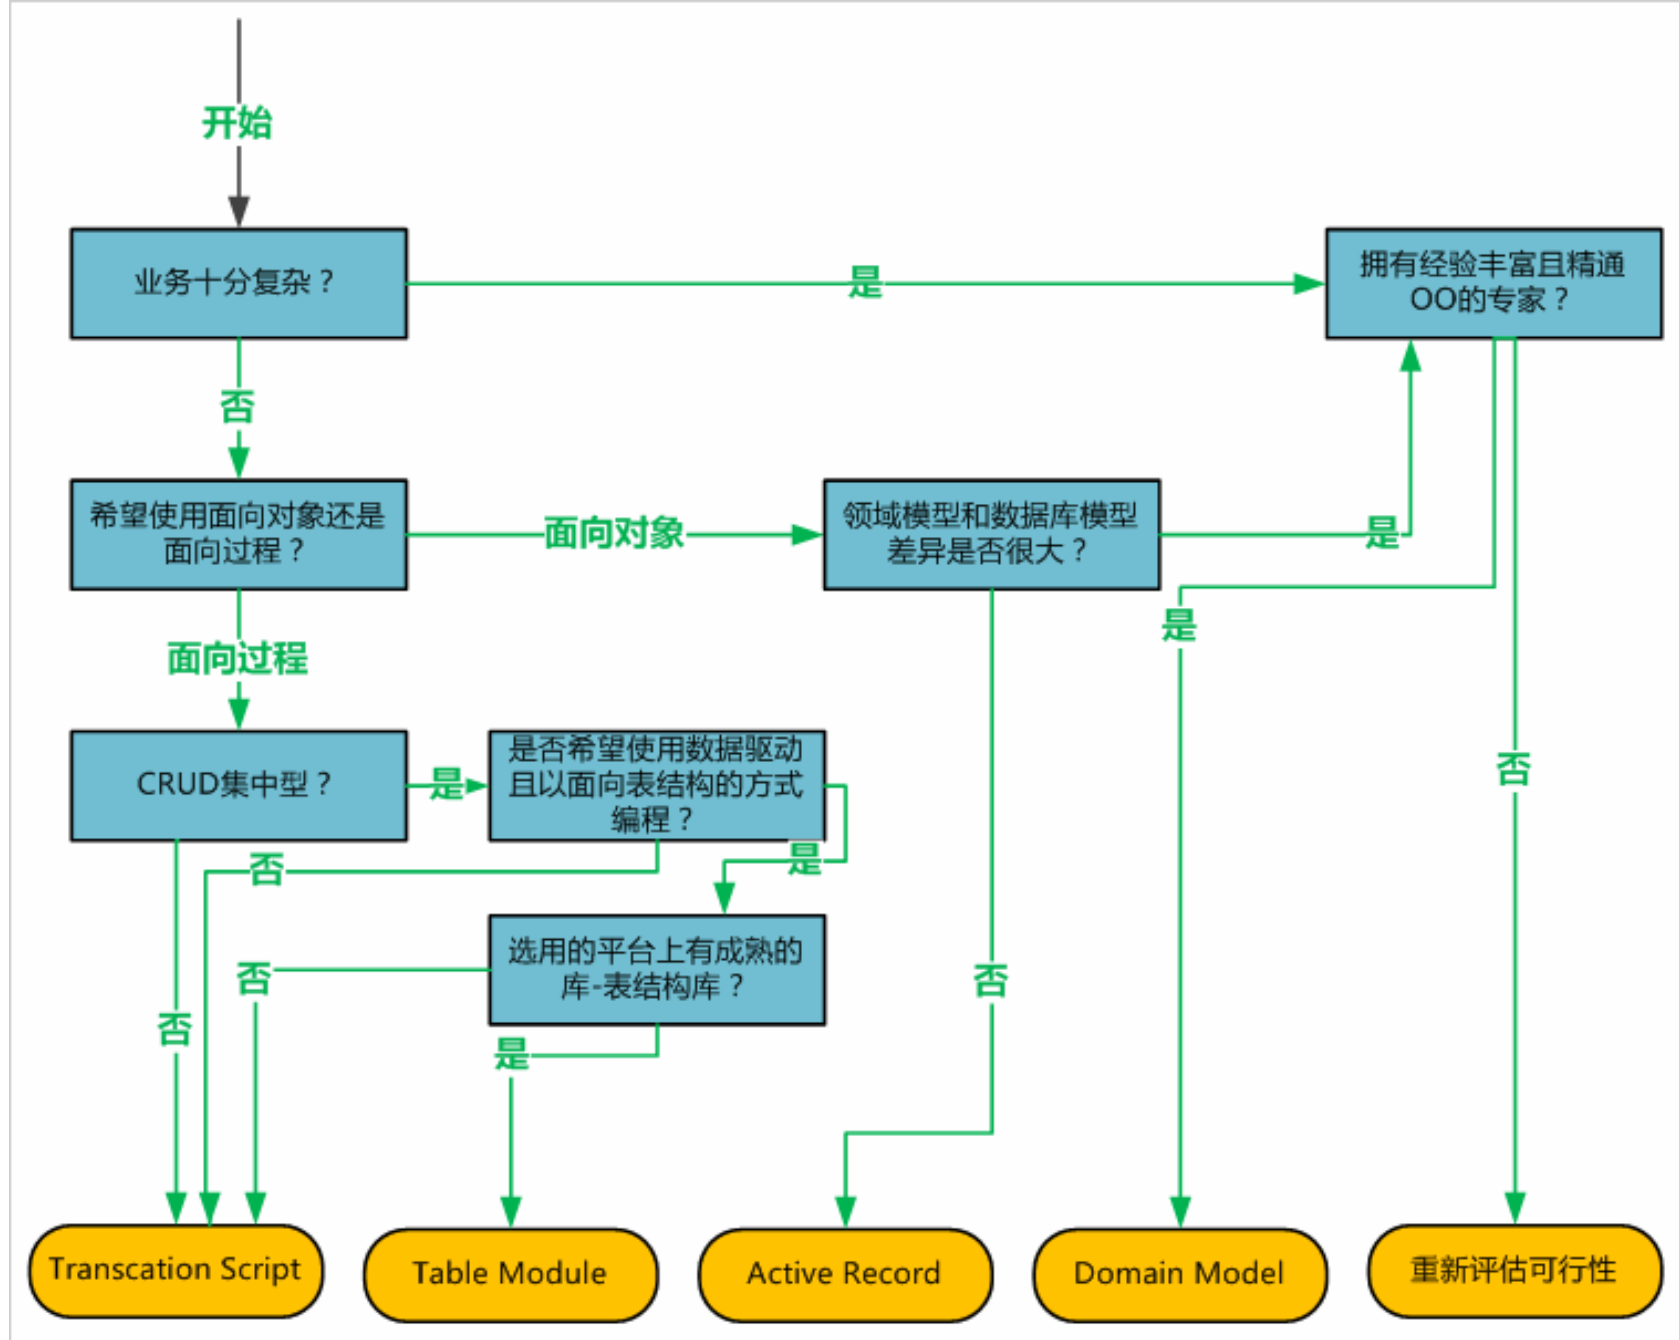 开始
业务十分复杂？
是
拥有经验丰富且精通
OO的专家？
否
希望使用面向对象还是
面向过程？
面向对象
领域模型和数据库模型
差异是否很大？
是
是
面向过程
CRUD集中型？
是
是否希望使用数据驱动
且以面向表结构的方式
编程？
否
否
是
选用的平台上有成熟的
库-表结构库？
否
否
否
是
Transcation Script
Table Module
Active Record
Domain Model
重新评估可行性